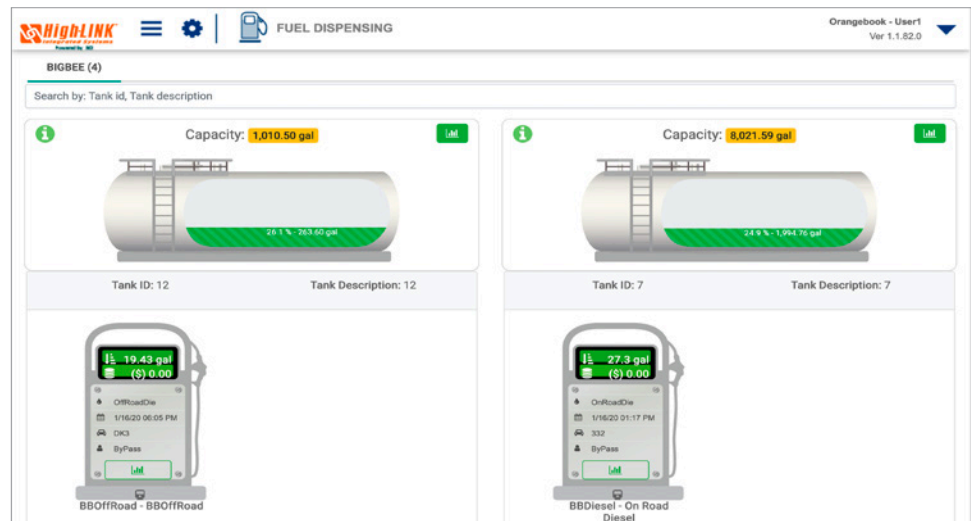 HighLINK
Integrated Systems
Powered by
FUEL DISPENSING
Orangebook - User1
Ver 1.1.82.0
BIGBEE (4)
Search by: Tank id, Tank description
Capacity: 1,010.50 gal
26.1 % - 263.60 gal
Tank ID: 12
Tank Description: 12
Capacity: 8,021.59 gal
24.9 % - 1,994.76 gal
Tank ID: 7
Tank Description: 7
19.43 gal
($) 0.00
OffRoadDie
1/16/20 06:05 PM
DK3
ByPass
BBOffRoad - BBOffRoad
27.3 gal
($) 0.00
OnRoadDie
1/16/20 01:17 PM
332
ByPass
BBDiesel - On Road
Diesel